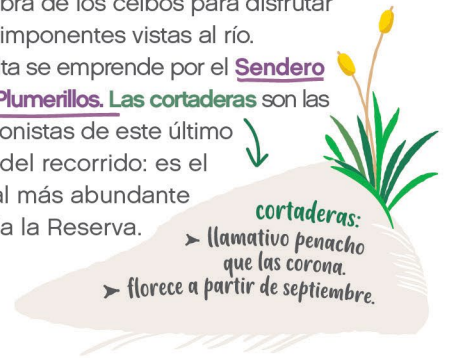 bra de los ceibos para disfrutar
imponentes vistas al río.
ta se emprende por el Sendero
Plumerillos. Las cortaderas son las
onistas de este último
del recorrido: es el
l más abundante
a la Reserva.
cortaderas:
➤ llamativo penacho
que las corona.
➤ florece a partir de septiembre.